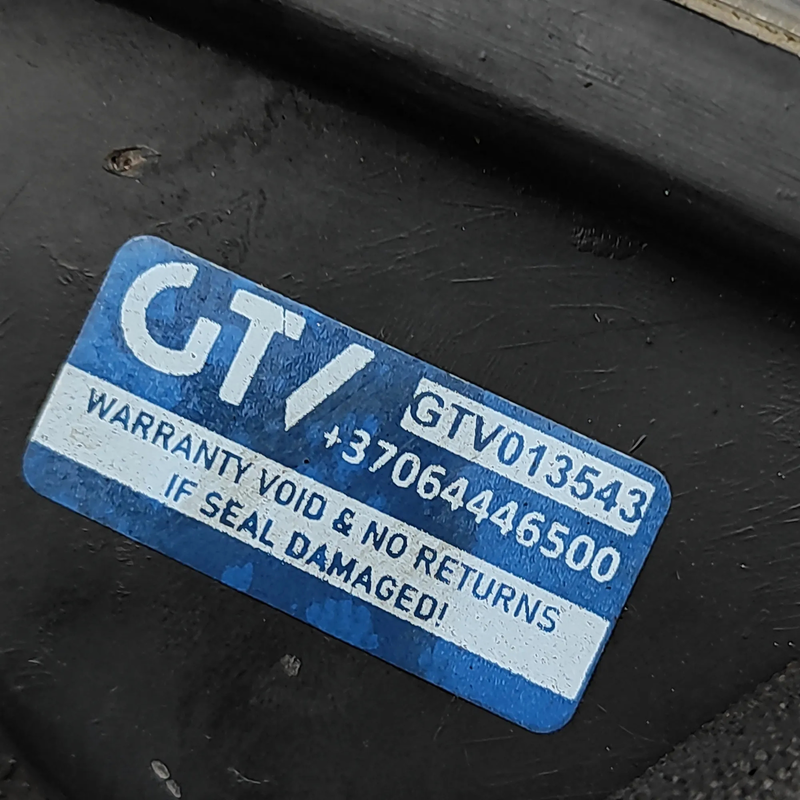 GTV
GTV013543
+37064446500
WARRANTY VOID & NO RETURNS
IF SEAL DAMAGED!